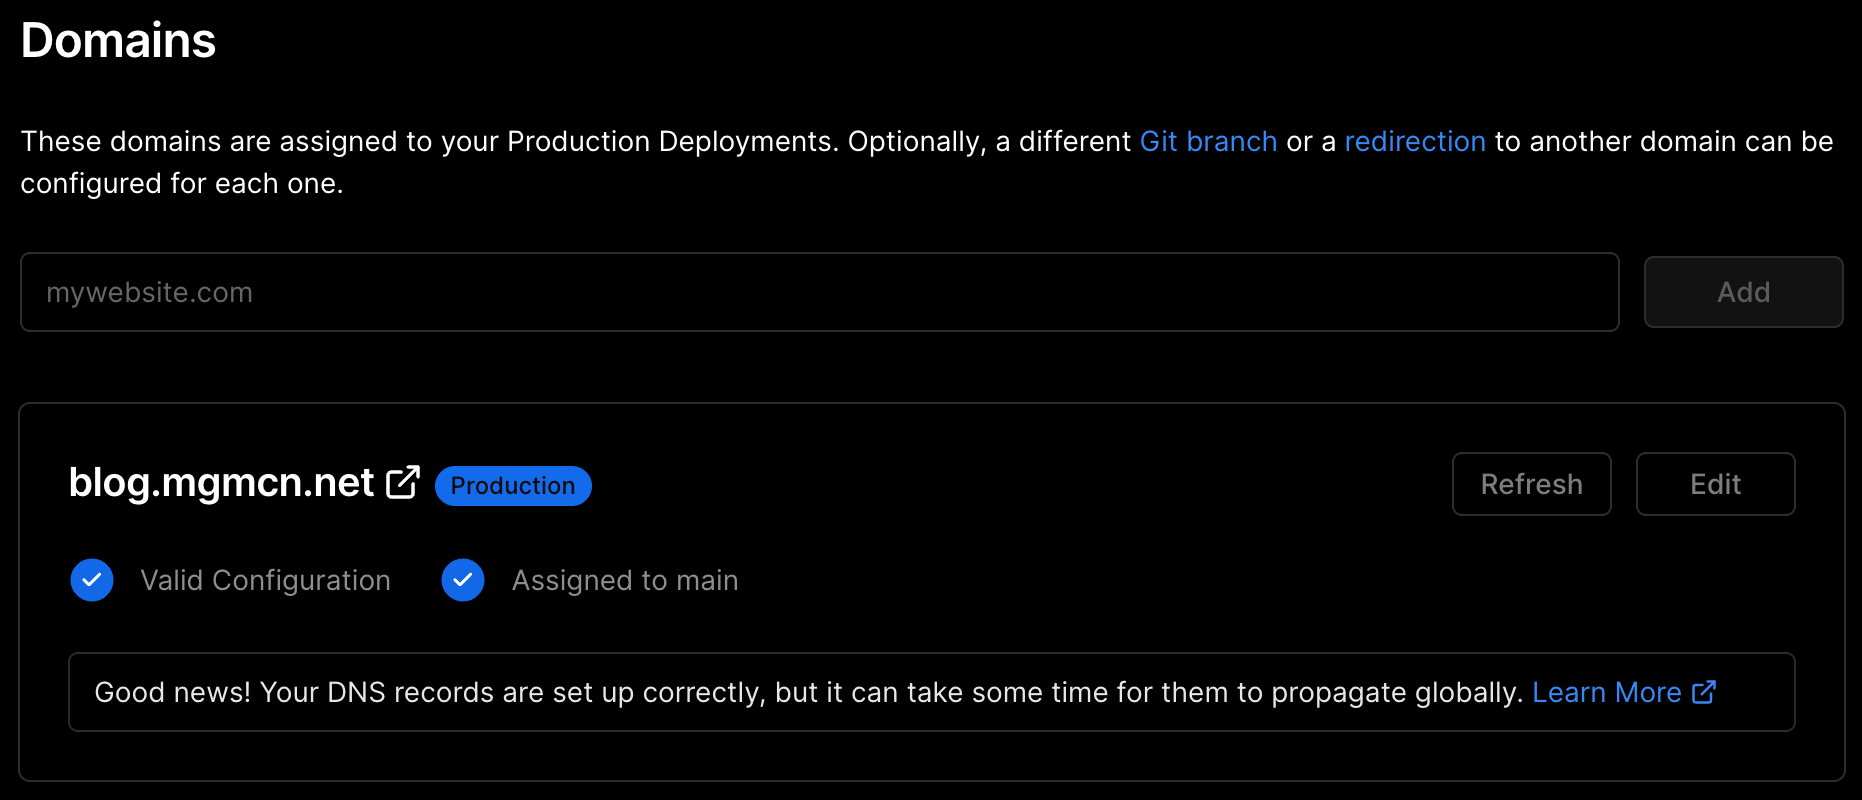 Domains
These domains are assigned to your Production Deployments. Optionally, a different Git branch or a redirection to another domain can be
configured for each one.
mywebsite.com
Add
blog.mgmcn.net
Production
Refresh
Edit
Valid Configuration
Assigned to main
Good news! Your DNS records are set up correctly, but it can take some time for them to propagate globally. Learn More